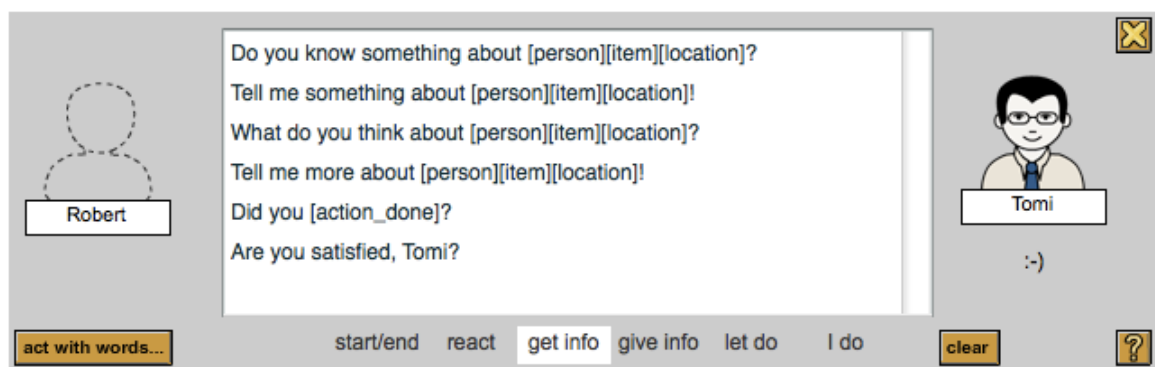 Do you know something about [person][item][location]?
Tell me something about [person][item][location]!
What do you think about [person][item][location]?
Tell me more about [person][item][location]!
Did you [action_done]?
Are you satisfied, Tomi?
Robert
Tomi
:-)
act with words...
start/end react get info give info let do I do
clear
?